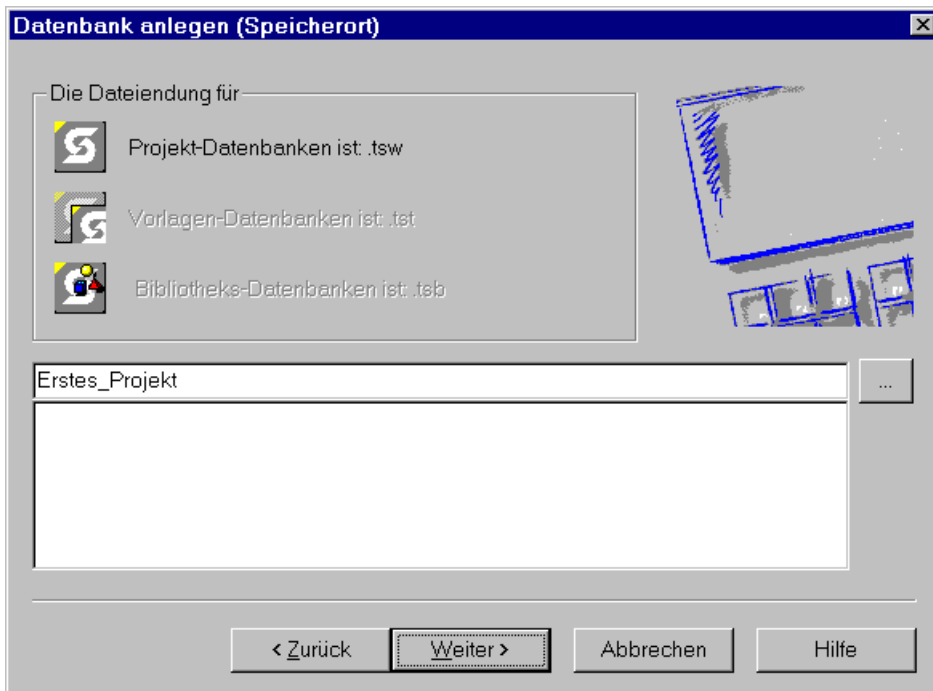 Datenbank anlegen (Speicherort)
Die Dateiendung für
Projekt-Datenbanken ist: .tsw
Vorlagen-Datenbanken ist: .tst
Bibliotheks-Datenbanken ist: .tsb
Erstes_Projekt
...
< Zurück
Weiter >
Abbrechen
Hilfe